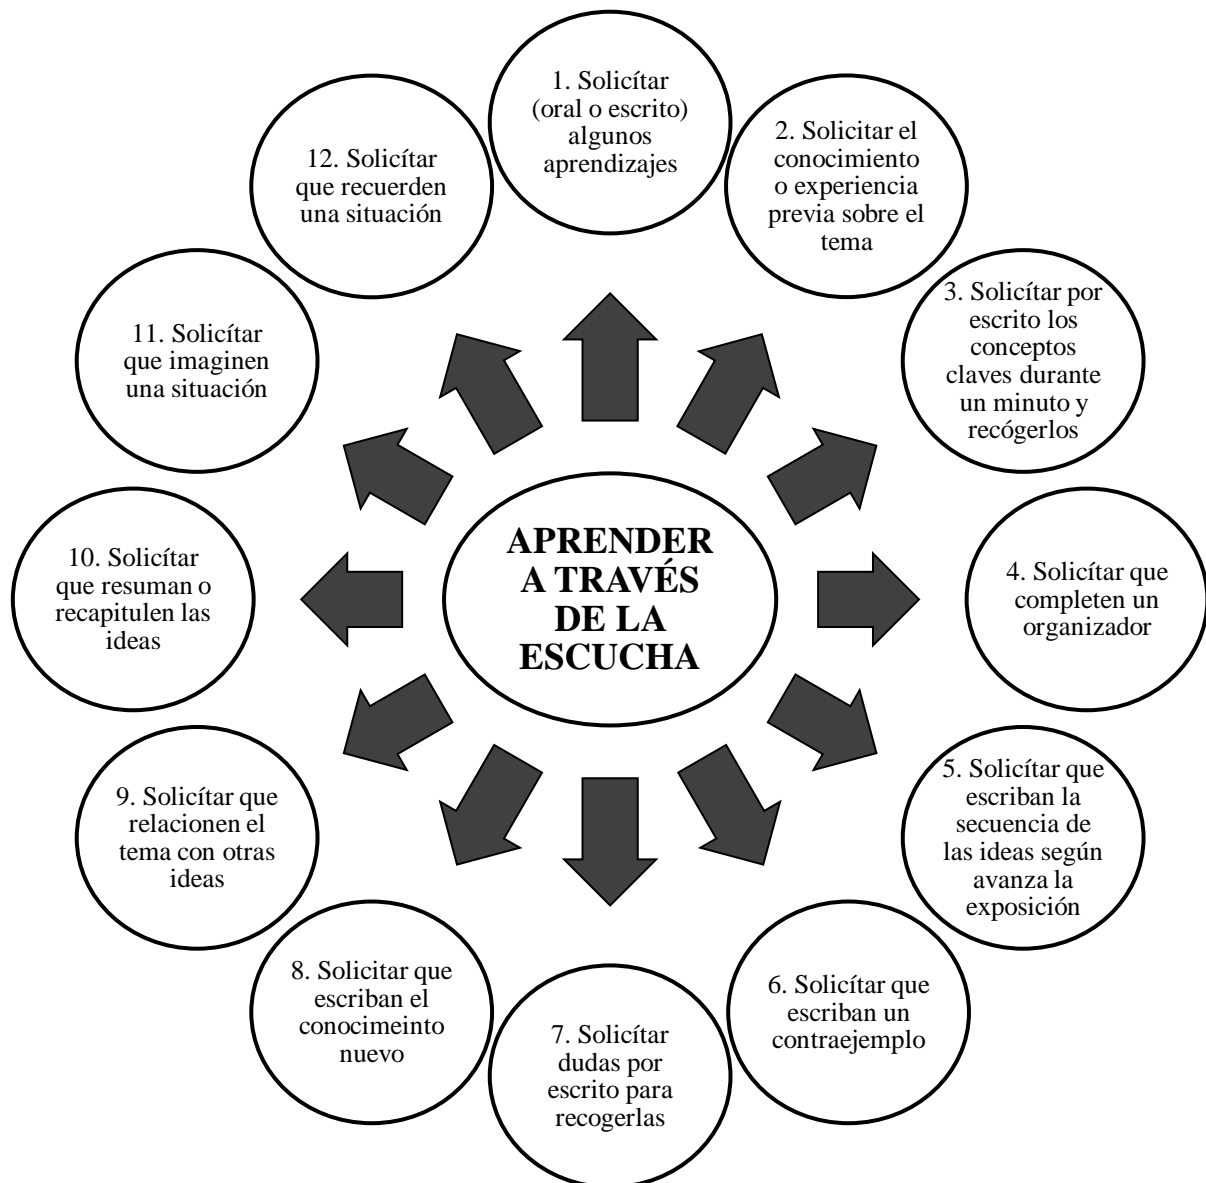 1. Solicítar
(oral o escrito)
algunos
aprendizajes
2. Solicitar el
conocimiento
o experiencia
previa sobre el
tema
3. Solicítar por
escrito los
conceptos
claves durante
un minuto y
recógerlos
4. Solicítar que
completen un
organizador
5. Solicítar que
escriban la
secuencia de
las ideas según
avanza la
exposición
6. Solicítar que
escriban un
contraejemplo
7. Solicítar
dudas por
escrito para
recogerlas
8. Solicitar que
escriban el
conocimeinto
nuevo
9. Solicítar que
relacionen el
tema con otras
ideas
10. Solicítar
que resuman o
recapitulen las
ideas
11. Solicítar
que imaginen
una situación
12. Solicítar
que recuerden
una situación
APRENDER
A TRAVÉS
DE LA
ESCUCHA